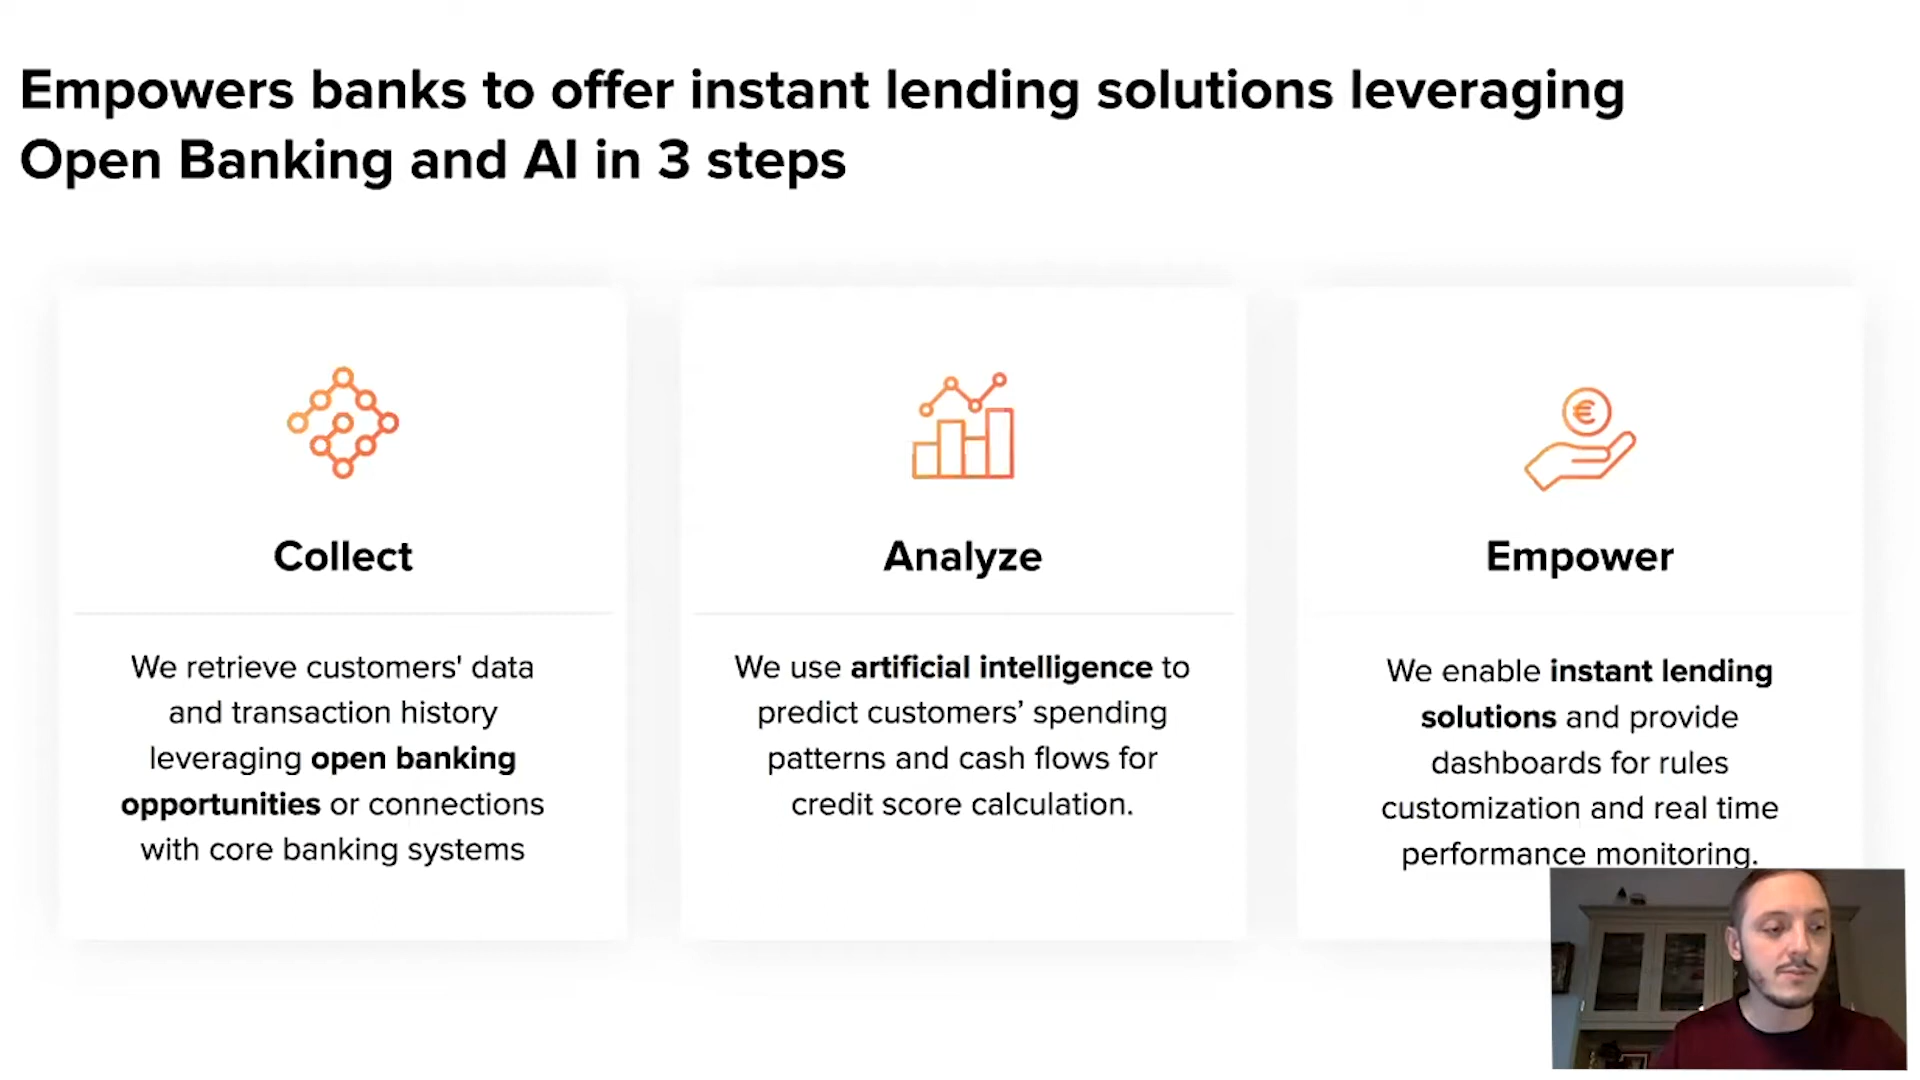 Empowers banks to offer instant lending solutions leveraging
Open Banking and AI in 3 steps
Collect
We retrieve customers' data
and transaction history
leveraging open banking
opportunities or connections
with core banking systems
Analyze
We use artificial intelligence to
predict customers’ spending
patterns and cash flows for
credit score calculation.
€
Empower
We enable instant lending
solutions and provide
dashboards for rules
customization and real time
performance monitoring.